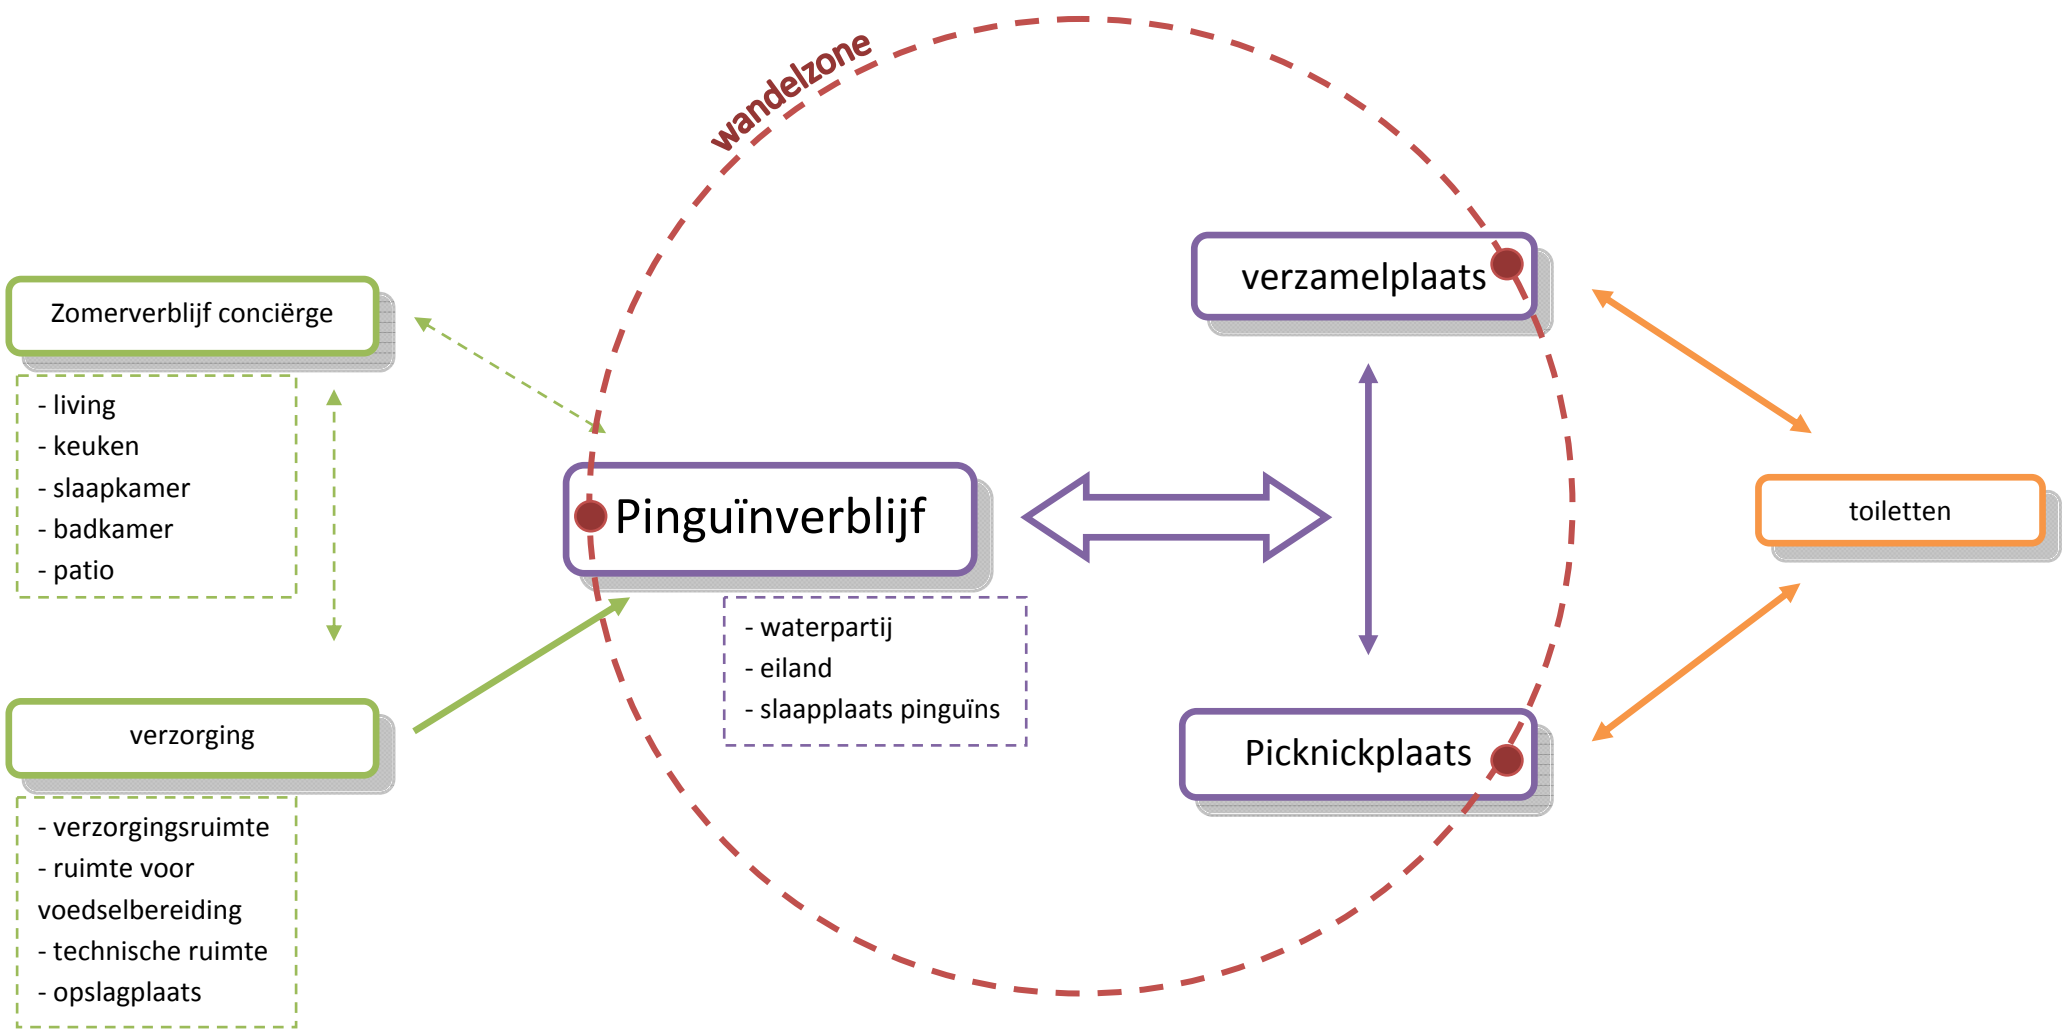 wandelzone
verzamelplaats
Zomerverblijf conciërge
- living
- keuken
- slaapkamer
- badkamer
- patio
Pinguïnverblijf
toiletten
- waterpartij
- eiland
- slaapplaats pinguïns
verzorging
Picknickplaats
- verzorgingsruimte
- ruimte voor
voedselbereiding
- technische ruimte
- opslagplaats